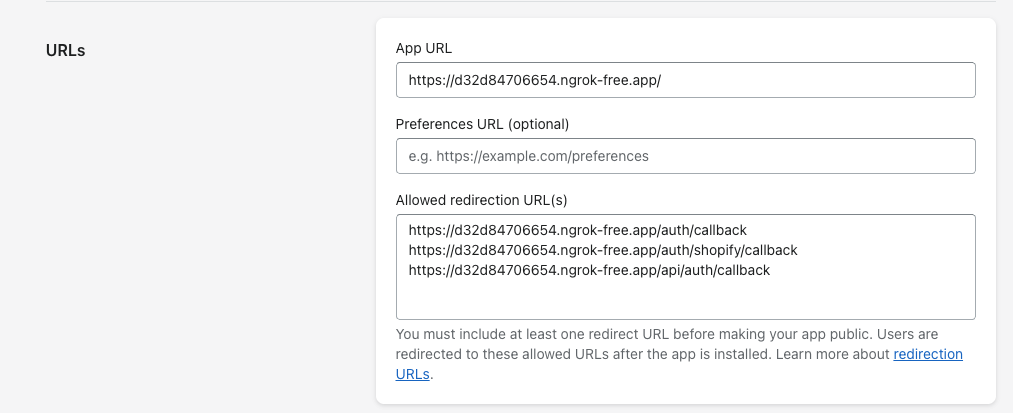 URLs
App URL
https://d32d84706654.ngrok-free.app/
Preferences URL (optional)
e.g. https://example.com/preferences
Allowed redirection URL(s)
https://d32d84706654.ngrok-free.app/auth/callback
https://d32d84706654.ngrok-free.app/auth/shopify/callback
https://d32d84706654.ngrok-free.app/api/auth/callback
You must include at least one redirect URL before making your app public. Users are
redirected to these allowed URLs after the app is installed. Learn more about redirection
URLs.